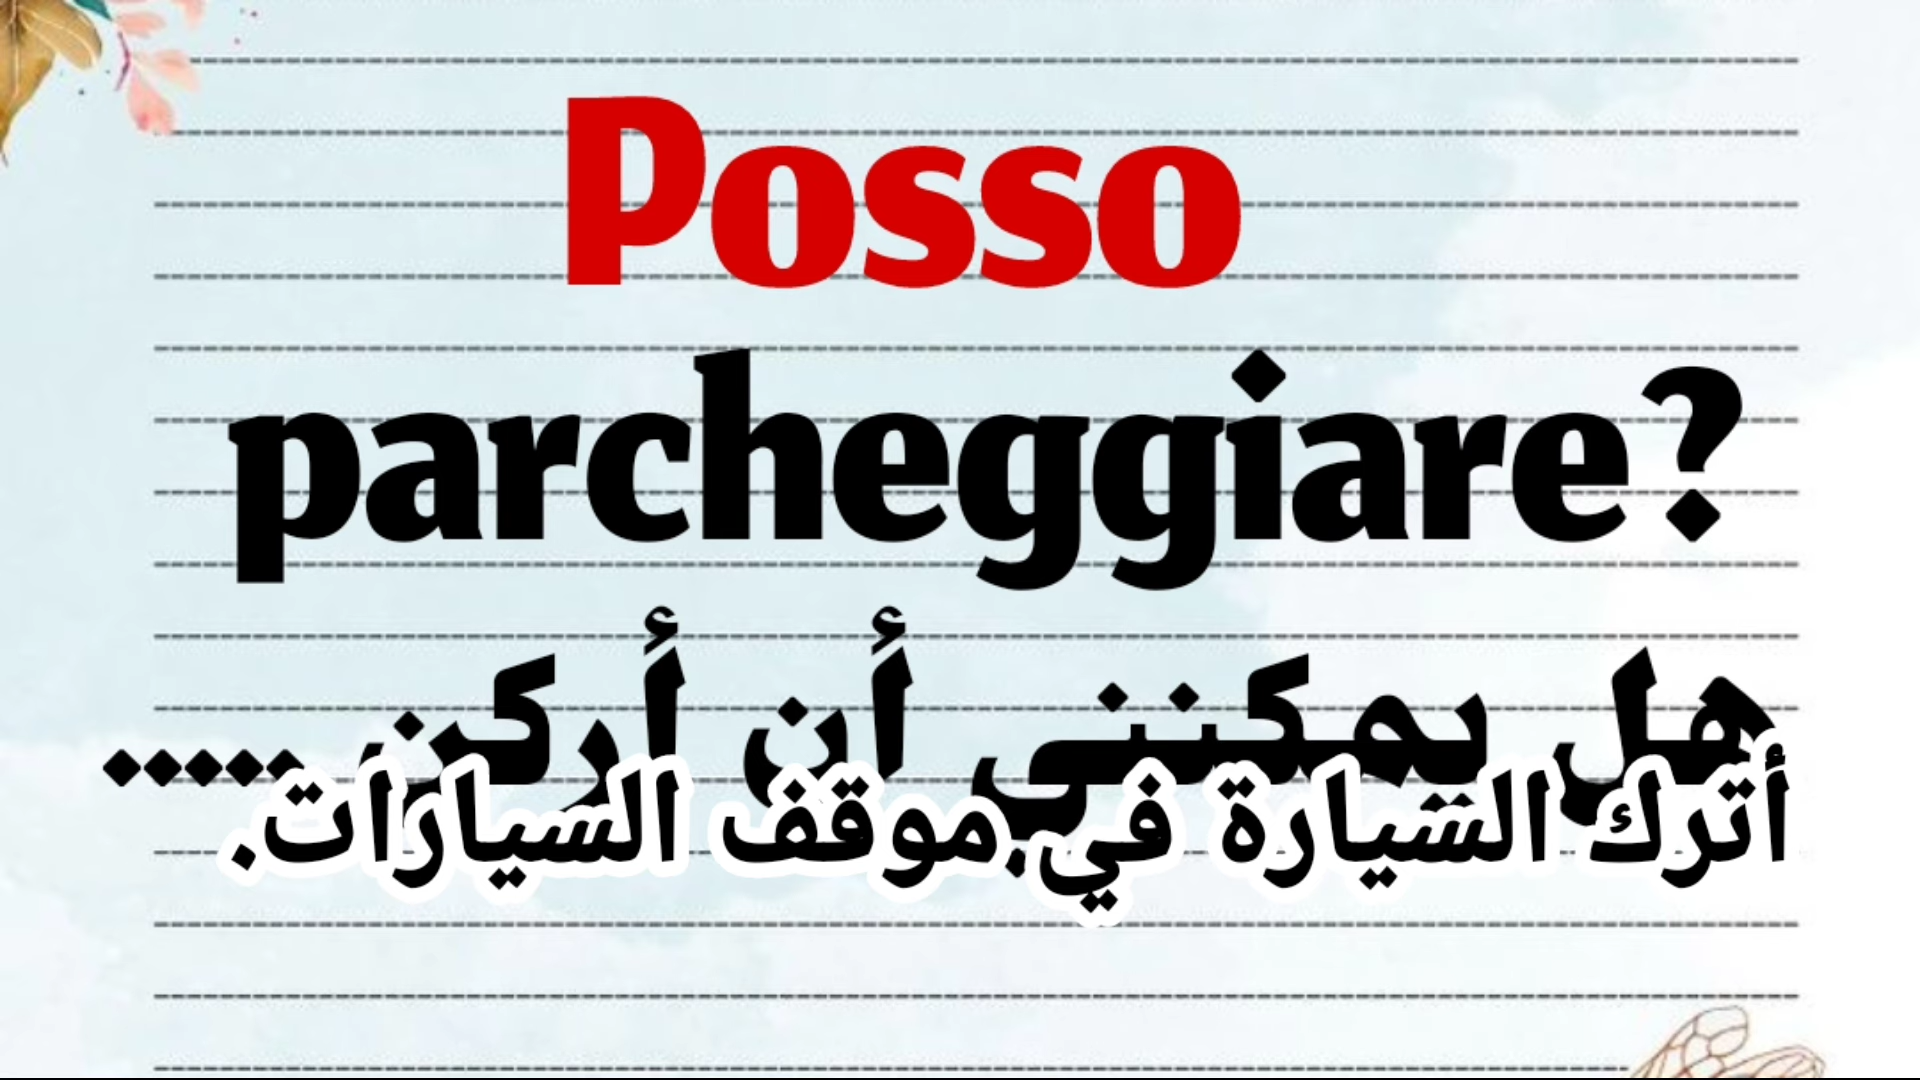 Posso
parcheggiare?
هل يمكنني أن أركن .....
أترك السيارة في موقف السيارات.